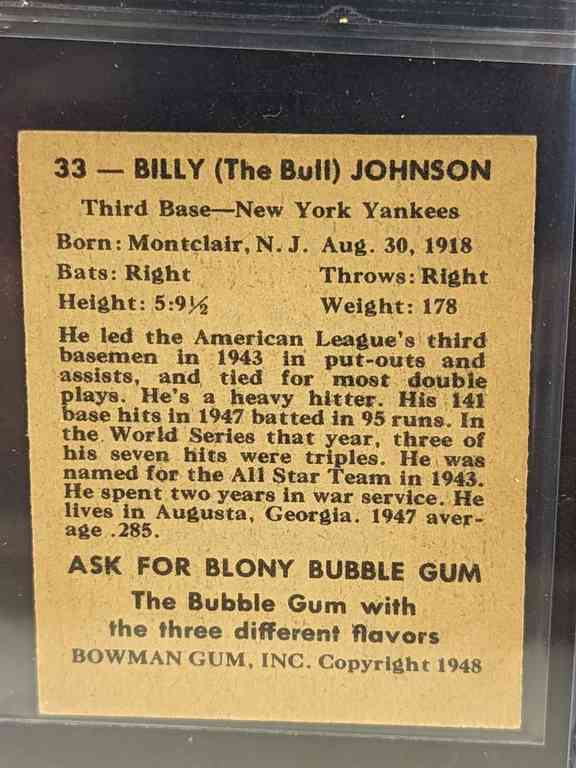 33 — BILLY (The Bull) JOHNSON
Third Base—New York Yankees
Born: Montclair, N. J. Aug. 30, 1918
Bats: Right Throws: Right
Height: 5:9½ Weight: 178
He led the American League's third
basemen in 1943 in put-outs and
assists, and tied for most double
plays. He's a heavy hitter. His 141
base hits in 1947 batted in 95 runs. In
the World Series that year, three of
his seven hits were triples. He was
named for the All Star Team in 1943.
He spent two years in war service. He
lives in Augusta, Georgia. 1947 aver-
age .285.
ASK FOR BLONY BUBBLE GUM
The Bubble Gum with
the three different flavors
BOWMAN GUM, INC. Copyright 1948